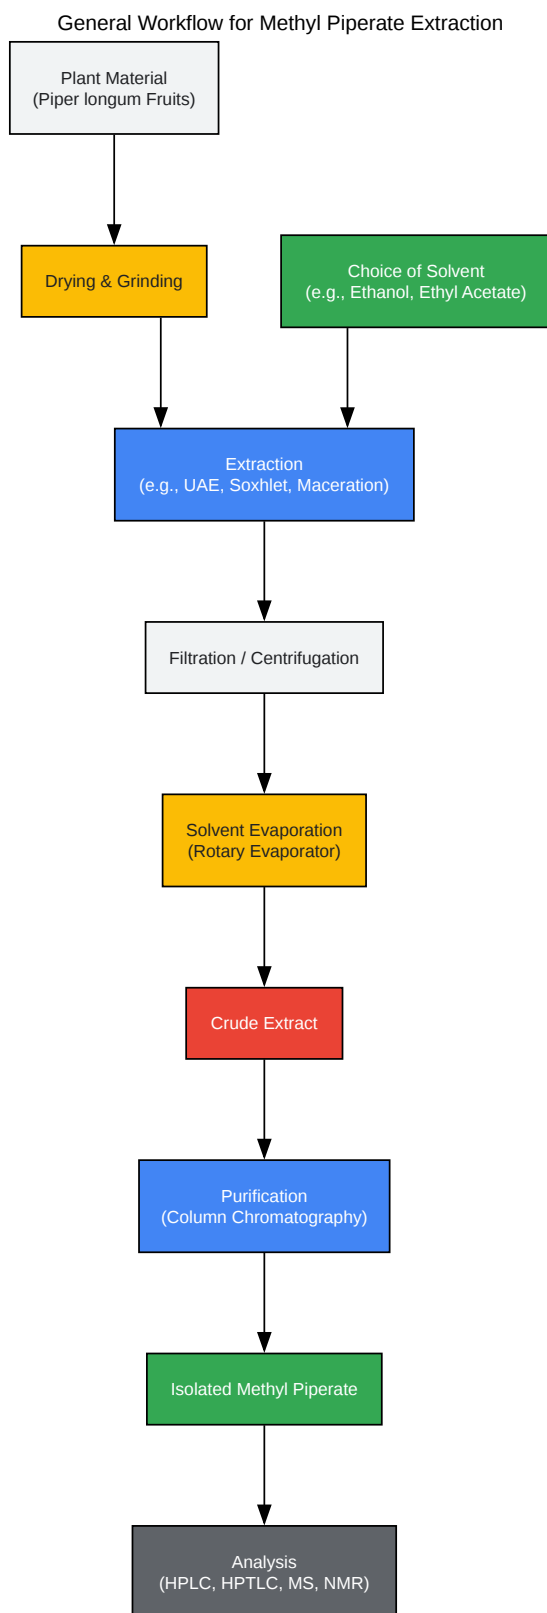 General Workflow for Methyl Piperate Extraction
Plant Material
(Piper longum Fruits)
Drying & Grinding
Choice of Solvent
(e.g., Ethanol, Ethyl Acetate)
Extraction
(e.g., UAE, Soxhlet, Maceration)
Filtration / Centrifugation
Solvent Evaporation
(Rotary Evaporator)
Crude Extract
Purification
(Column Chromatography)
Isolated Methyl Piperate
Analysis
(HPLC, HPTLC, MS, NMR)